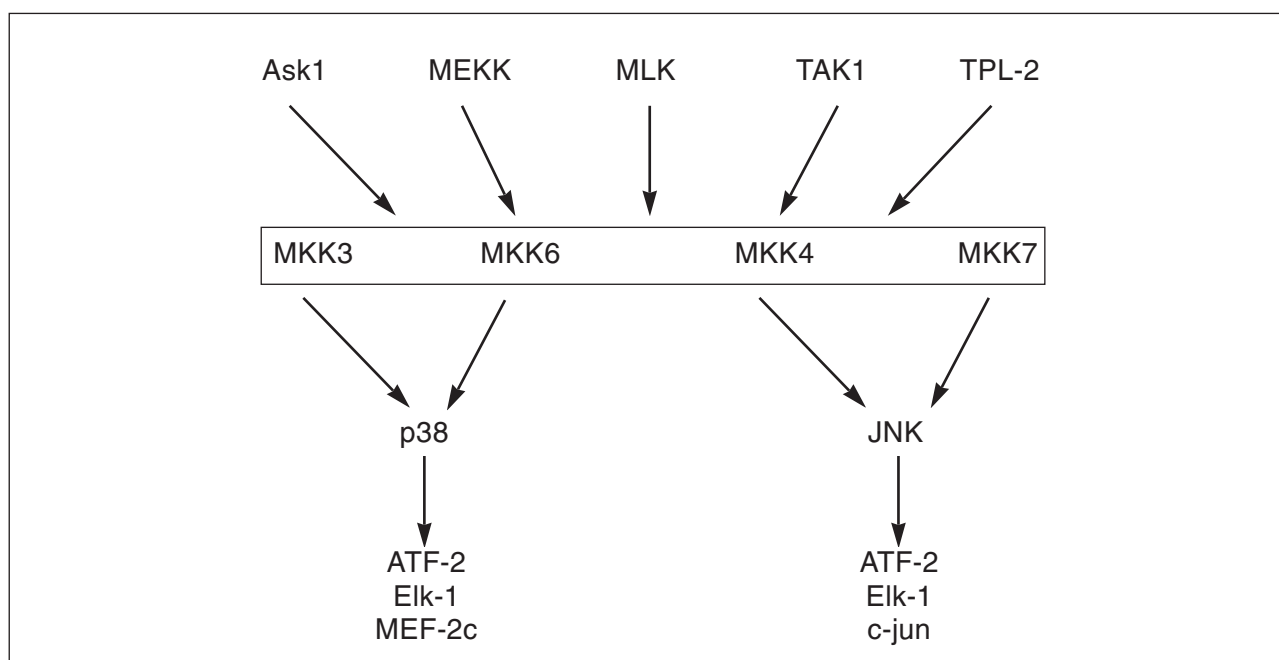 Ask1 MEKK MLK TAK1 TPL-2
MKK3 MKK6 MKK4 MKK7
p38 JNK
ATF-2 ATF-2
Elk-1 Elk-1
MEF-2c c-jun